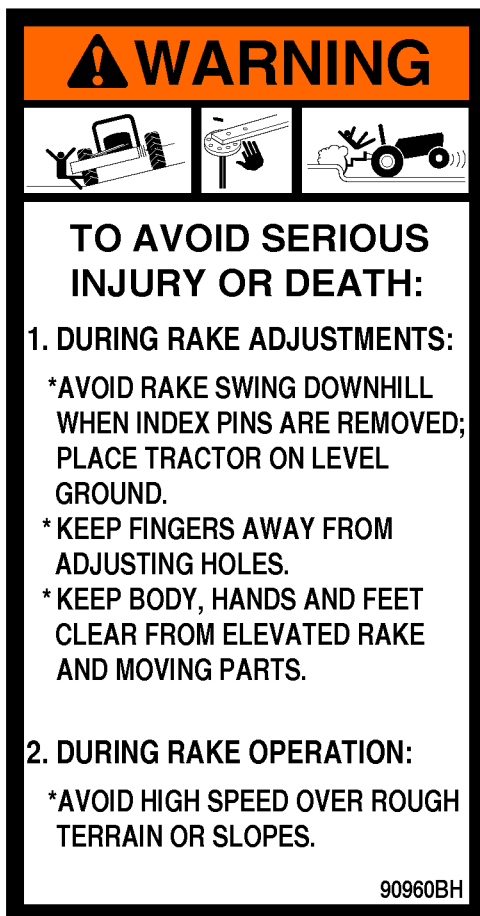 WARNING
TO AVOID SERIOUS
INJURY OR DEATH:
1. DURING RAKE ADJUSTMENTS:
*AVOID RAKE SWING DOWNHILL
WHEN INDEX PINS ARE REMOVED;
PLACE TRACTOR ON LEVEL
GROUND.
* KEEP FINGERS AWAY FROM
ADJUSTING HOLES.
* KEEP BODY, HANDS AND FEET
CLEAR FROM ELEVATED RAKE
AND MOVING PARTS.
2. DURING RAKE OPERATION:
*AVOID HIGH SPEED OVER ROUGH
TERRAIN OR SLOPES.
90960BH